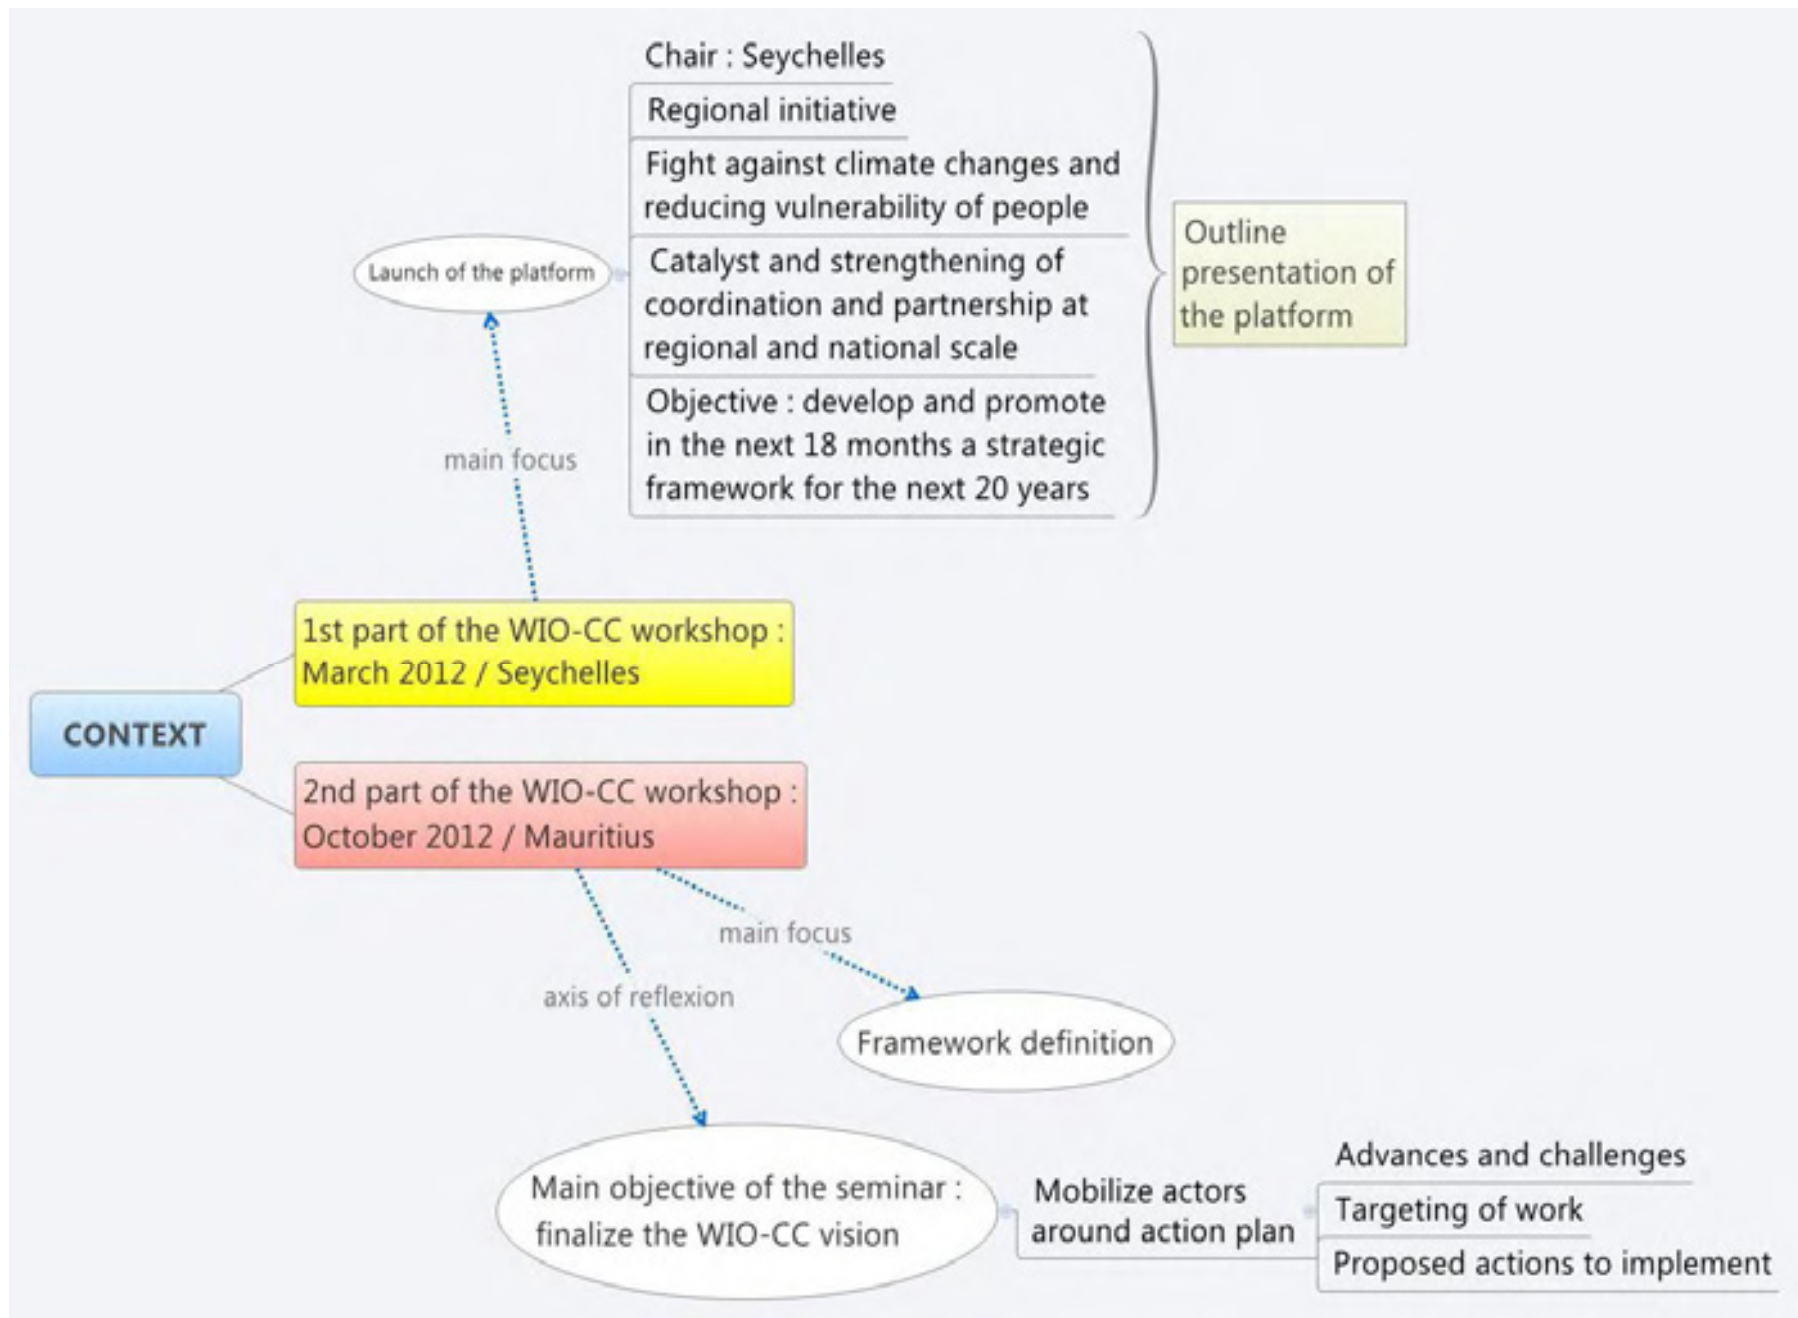 Chair : Seychelles
Regional initiative
Fight against climate changes and
reducing vulnerability of people
Catalyst and strengthening of
coordination and partnership at
regional and national scale
Objective : develop and promote
in the next 18 months a strategic
framework for the next 20 years
Outline
presentation of
the platform
Launch of the platform
main focus
1st part of the WIO-CC workshop :
March 2012 / Seychelles
CONTEXT
2nd part of the WIO-CC workshop :
October 2012 / Mauritius
main focus
axis of reflexion
Framework definition
Main objective of the seminar :
finalize the WIO-CC vision
Mobilize actors
around action plan
Advances and challenges
Targeting of work
Proposed actions to implement